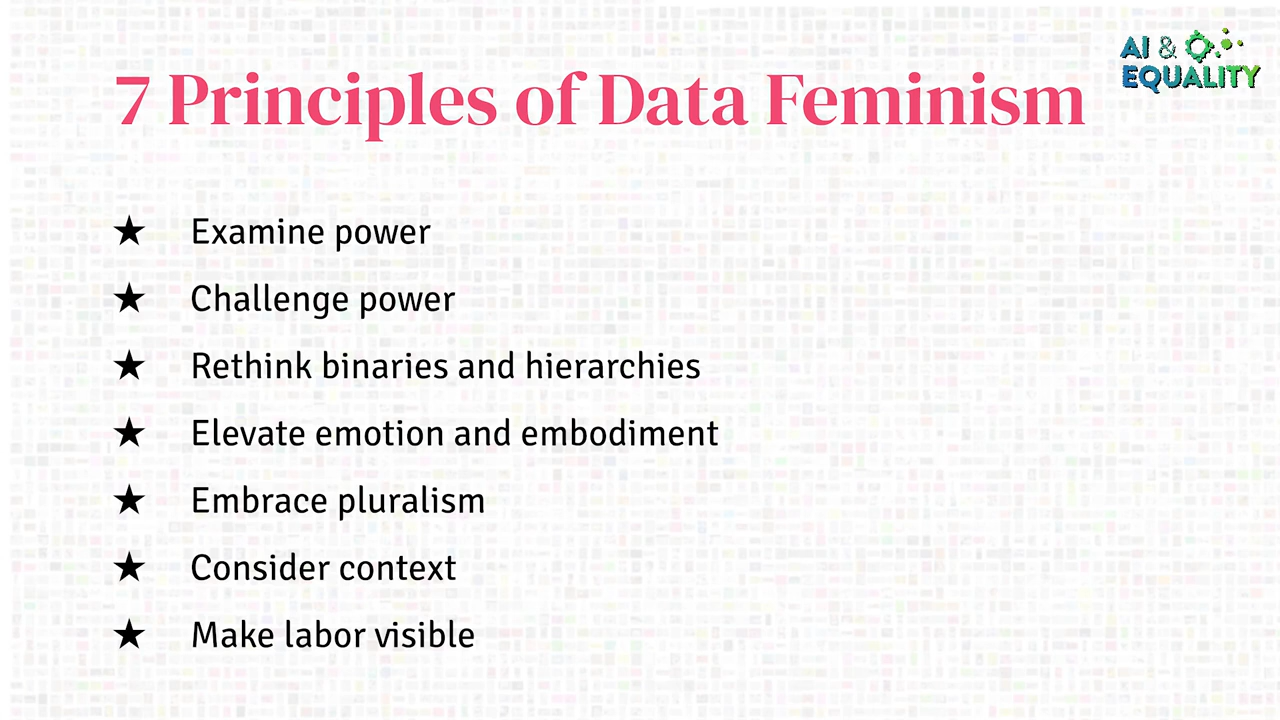 AI &
EQUALITY
7 Principles of Data Feminism
★ Examine power
★ Challenge power
★ Rethink binaries and hierarchies
★ Elevate emotion and embodiment
★ Embrace pluralism
★ Consider context
★ Make labor visible